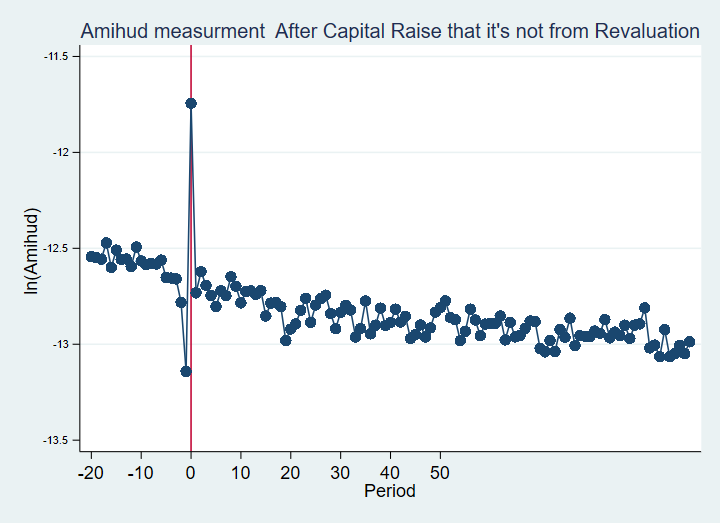 Amihud measurment  After Capital Raise that it's not from Revaluation
-11.5
-12
-12.5
-13
-13.5
ln(Amihud)
-20 -10 0 10 20 30 40 50
Period